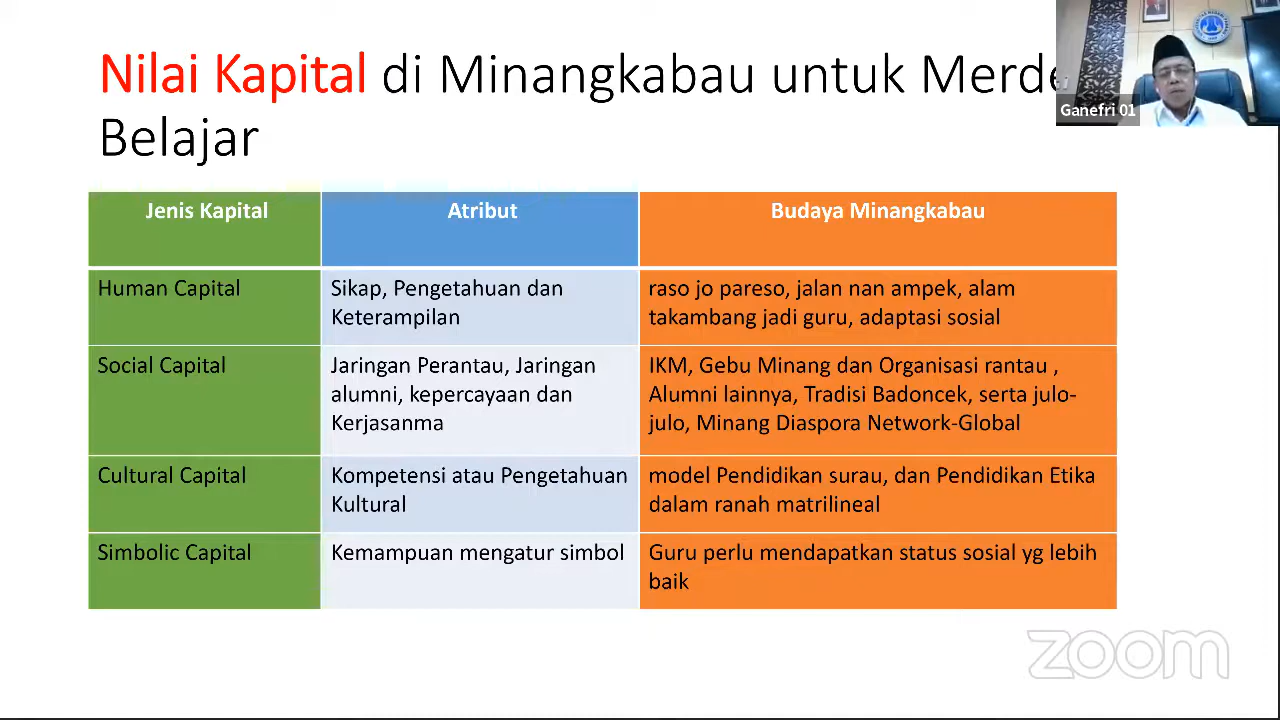 Nilai Kapital di Minangkabau untuk Merde
Belajar
Ganefri 01
Jenis Kapital
Atribut
Budaya Minangkabau
Human Capital
Sikap, Pengetahuan dan
Keterampilan
raso jo pareso, jalan nan ampek, alam
takambang jadi guru, adaptasi sosial
Social Capital
Jaringan Perantau, Jaringan
alumni, kepercayaan dan
Kerjasanma
IKM, Gebu Minang dan Organisasi rantau ,
Alumni lainnya, Tradisi Badoncek, serta julo-
julo, Minang Diaspora Network-Global
Cultural Capital
Kompetensi atau Pengetahuan
Kultural
model Pendidikan surau, dan Pendidikan Etika
dalam ranah matrilineal
Simbolic Capital
Kemampuan mengatur simbol
Guru perlu mendapatkan status sosial yg lebih
baik
zoom